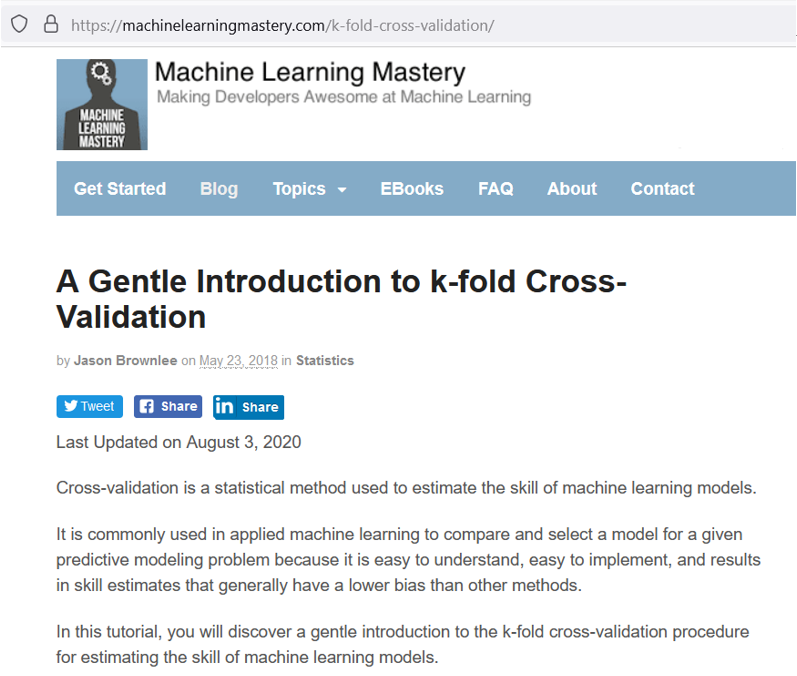 https://machinelearningmastery.com/k-fold-cross-validation/
MACHINE
LEARNING
MASTERY
Machine Learning Mastery
Making Developers Awesome at Machine Learning
Get Started Blog Topics EBooks FAQ About Contact
A Gentle Introduction to k-fold Cross-
Validation
by Jason Brownlee on May 23, 2018 in Statistics
Tweet Share in Share
Last Updated on August 3, 2020
Cross-validation is a statistical method used to estimate the skill of machine learning models.
It is commonly used in applied machine learning to compare and select a model for a given
predictive modeling problem because it is easy to understand, easy to implement, and results
in skill estimates that generally have a lower bias than other methods.
In this tutorial, you will discover a gentle introduction to the k-fold cross-validation procedure
for estimating the skill of machine learning models.